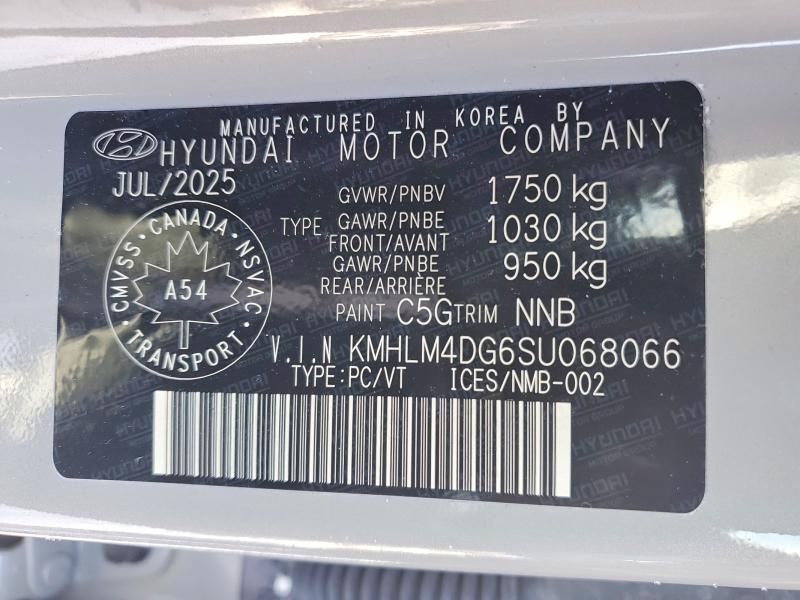 MANUFACTURED IN KOREA BY
HYUNDAI MOTOR COMPANY
JUL/2025
GVWR/PNBV 1750 kg
TYPE GAWR/PNBE FRONT/AVANT 1030 kg
GAWR/PNBE REAR/ARRIÈRE 950 kg
CMVSS · CANADA · NSVAC
A54
TRANSPORT
PAINT C5G TRIM NNB
V.I.N KMHLM4DG6SU068066
TYPE:PC/VT ICES/NMB-002